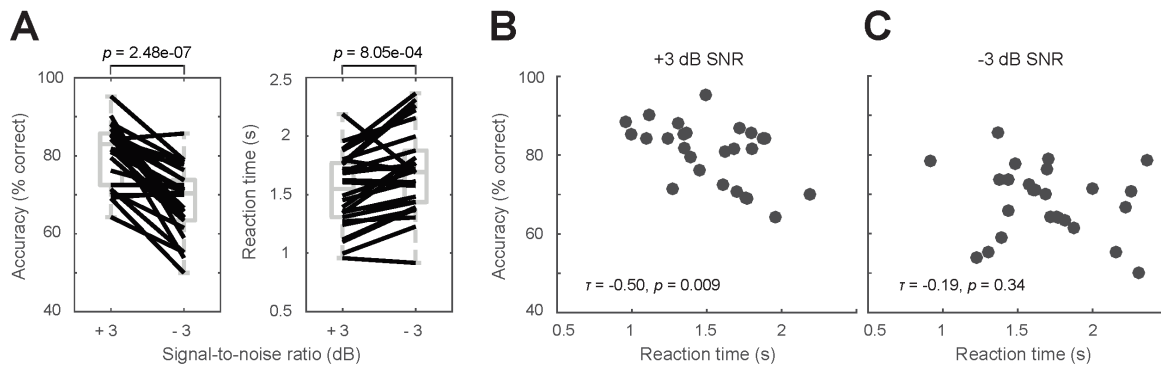 A
p = 2.48e-07
p = 8.05e-04
Accuracy (% correct)
100
80
60
40
+ 3
- 3
Reaction time (s)
2.5
2
1.5
1
0.5
+ 3
- 3
Signal-to-noise ratio (dB)
B
+3 dB SNR
Accuracy (% correct)
100
80
60
40
τ = -0.50, p = 0.009
0.5
1
1.5
2
Reaction time (s)
C
-3 dB SNR
τ = -0.19, p = 0.34
0.5
1
1.5
2
Reaction time (s)